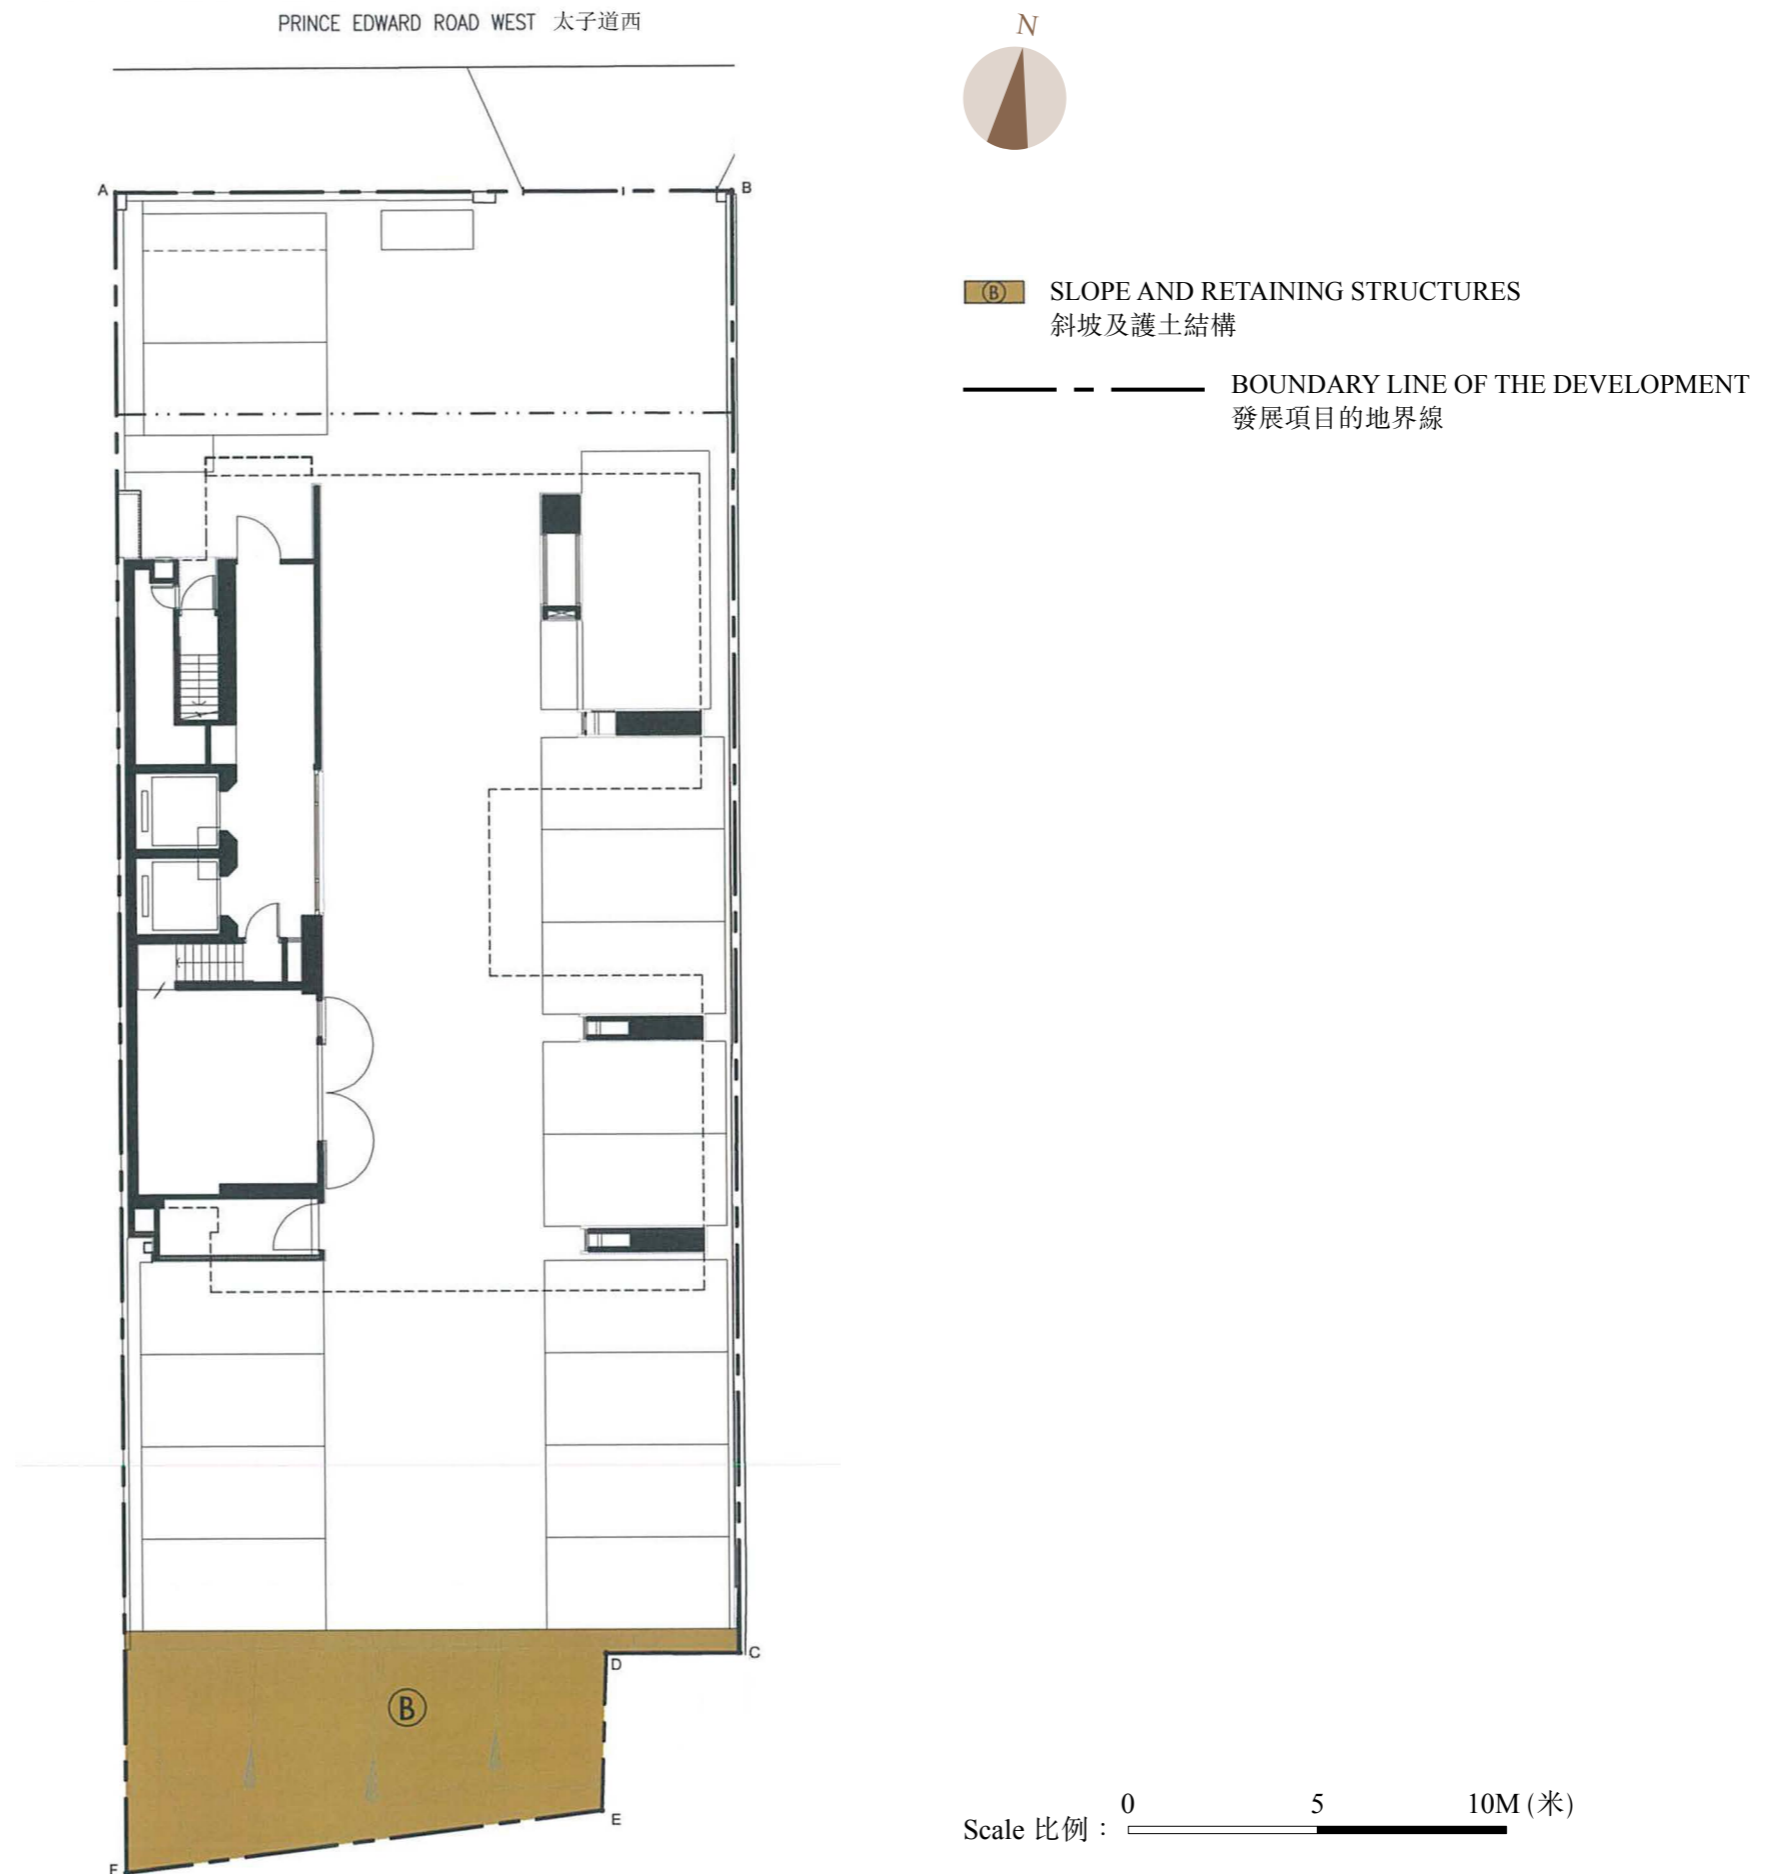 PRINCE EDWARD ROAD WEST 太子道西
N
A
B
Ⓑ SLOPE AND RETAINING STRUCTURES
斜坡及護土結構
BOUNDARY LINE OF THE DEVELOPMENT
發展項目的地界線
C
D
Ⓑ
E
F
0 5 10M (米)
Scale 比例：